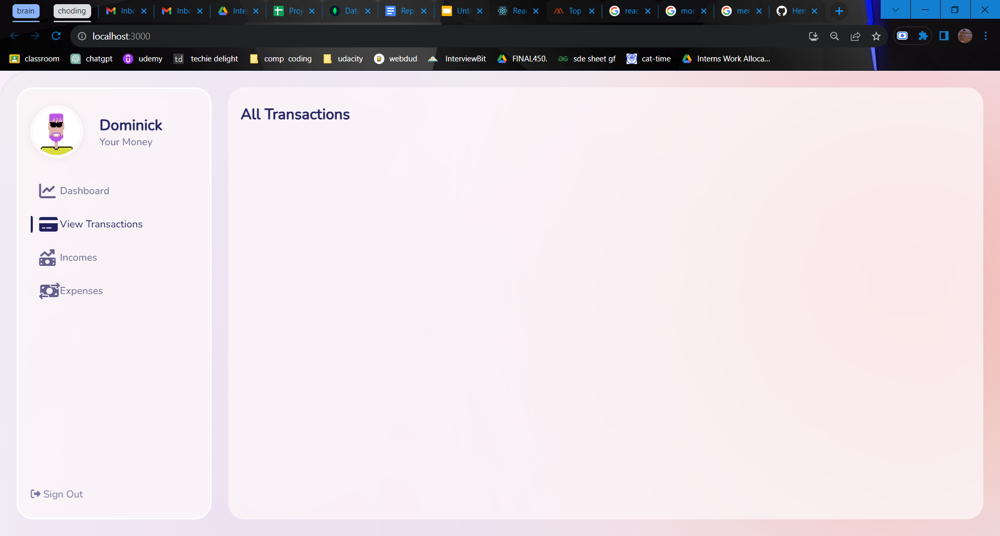 brain choding Inbc Inbc Inte Proj Data Rep Unti Rea Top reac mor mer Hem
localhost:3000
classroom chatgpt udemy td techie delight comp coding udacity webdud InterviewBit FINAL450. sde sheet gf cat-time Interns Work Alloca...
Dominick
Your Money
Dashboard
View Transactions
Incomes
Expenses
Sign Out
All Transactions